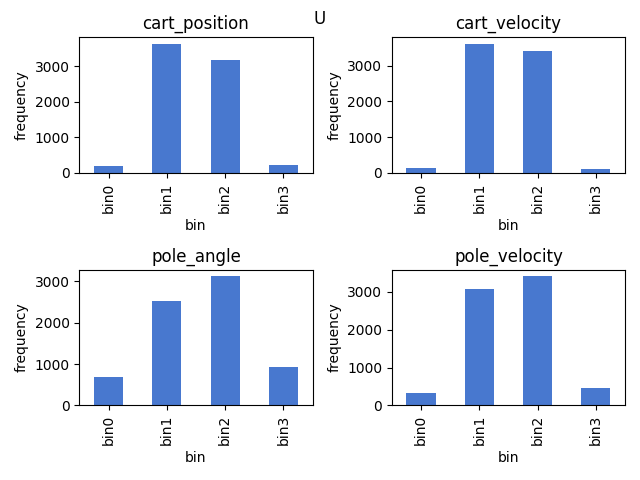 U
cart_position
frequency
3000
2000
1000
0
bin0
bin1
bin2
bin3
bin
cart_velocity
frequency
3000
2000
1000
0
bin0
bin1
bin2
bin3
bin
pole_angle
frequency
3000
2000
1000
0
bin0
bin1
bin2
bin3
bin
pole_velocity
frequency
3000
2000
1000
0
bin0
bin1
bin2
bin3
bin